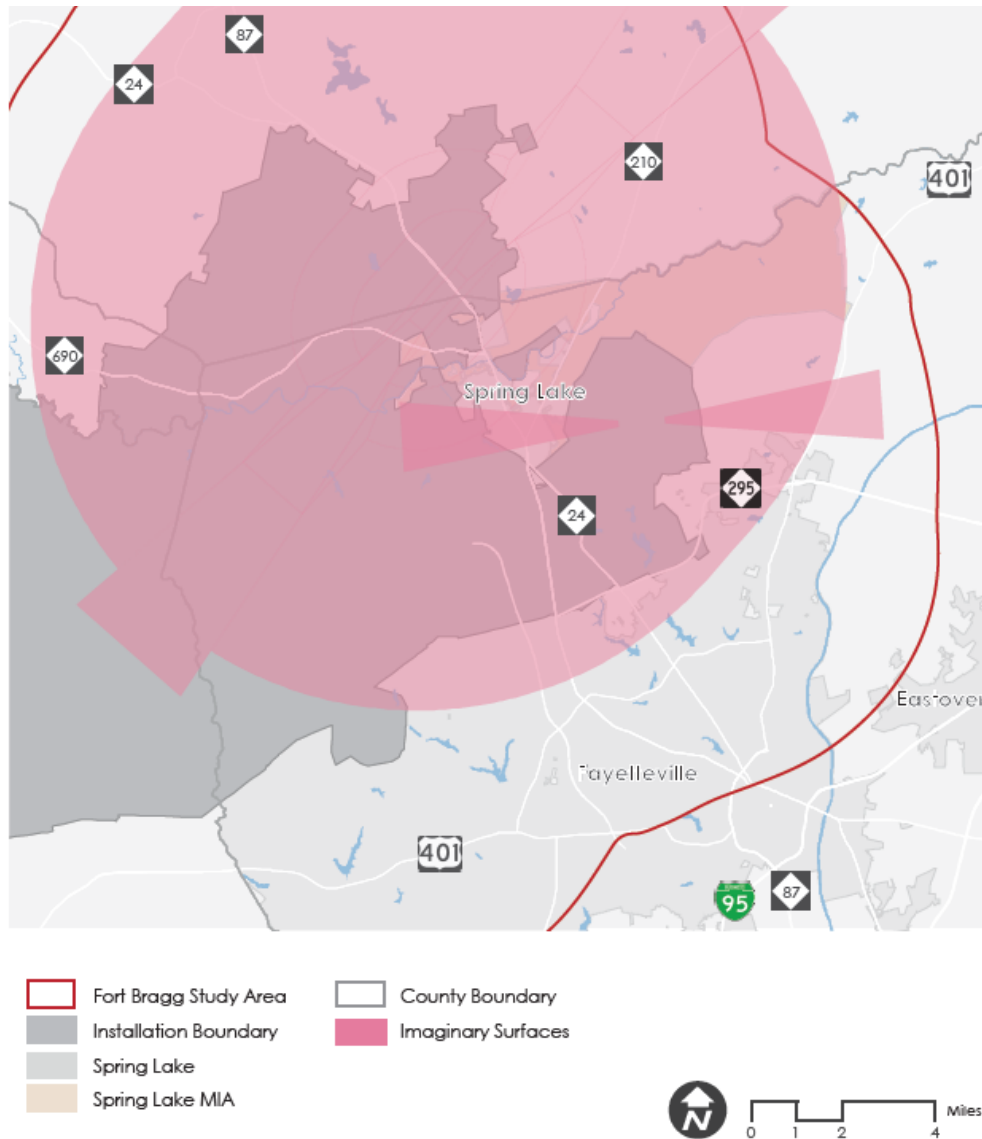 87
24
210
401
690
Spring Lake
295
24
Eastover
Fayelleville
401
95
87
Fort Bragg Study Area
County Boundary
Installation Boundary
Imaginary Surfaces
Spring Lake
Spring Lake MIA
N
Miles
0 1 2 4